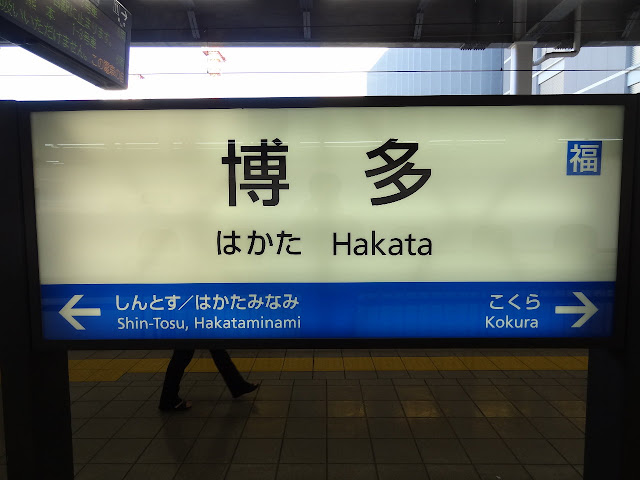 博多
福
はかた Hakata
しんとす／はかたみなみ
Shin-Tosu, Hakataminami
こくら
Kokura